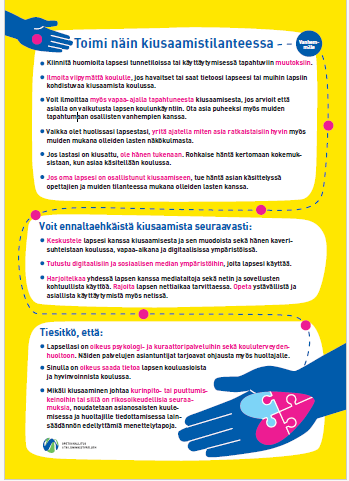 Toimi näin kiusaamistilanteessa
Vanhem-
mille
Kiinnitä huomioita lapsesi tunnetiloissa tai käyttäytymisessä tapahtuviin muutoksiin.
Ilmoita viipymättä koululle, jos havaitset tai saat tietoosi lapseesi tai muihin lapsiin
kohdistuvaa kiusaamista koulussa.
Voit ilmoittaa myös vapaa-ajalla tapahtuneesta kiusaamisesta, jos arvioit että
asialla on vaikutusta lapsen koulunkäyntiin. Ota asia puheeksi myös muiden
tapahtumaan osallisten vanhempien kanssa.
Vaikka olet huolissasi lapsestasi, yritä ajatella miten asia ratkaistaisiin hyvin myös
muiden mukana olleiden lasten näkökulmasta.
Jos lastasi on kiusattu, ole hänen tukenaan. Rohkaise häntä kertomaan kokemuk-
sistaan, kun asiaa käsitellään koulussa.
Jos oma lapsesi on osallistunut kiusaamiseen, tue häntä asian käsittelyssä
opettajien ja muiden tilanteessa mukana olleiden lasten kanssa.
Voit ennaltaehkäistä kiusaamista seuraavasti:
Keskustele lapsesi kanssa kiusaamisesta ja sen muodoista sekä hänen kaveri-
suhteistaan koulussa, vapaa-aikana ja digitaalisissa ympäristöissä.
Tutustu digitaalisiin ja sosiaalisen median ympäristöihin, joita lapsesi käyttää.
Harjoitelkaa yhdessä lapsen kanssa mediataitoja sekä netin ja sovellusten
kohtuullista käyttöä. Rajoita lapsen nettiaikaa tarvittaessa. Opeta ystävällistä ja
asiallista käyttäytymistä myös netissä.
Tiesitkö, että:
Lapsellasi on oikeus psykologi- ja kuraattoripalveluihin sekä kouluterveyden-
huoltoon. Näiden palvelujen asiantuntijat tarjoavat ohjausta myös huoltajalle.
Sinulla on oikeus saada tietoa lapsen kouluasioista
ja hyvinvoinnista koulussa.
Mikäli kiusaaminen johtaa kurinpito- tai puuttumis-
keinoihin tai sillä on rikosoikeudellisia seuraa-
muksia, noudatetaan asianosaisten kuule-
misessa ja huoltajille tiedottamisessa lain-
säädännön edellyttämiä menettelytapoja.
OPETUSHALLITUS
UTBILDNINGSSTYRELSEN